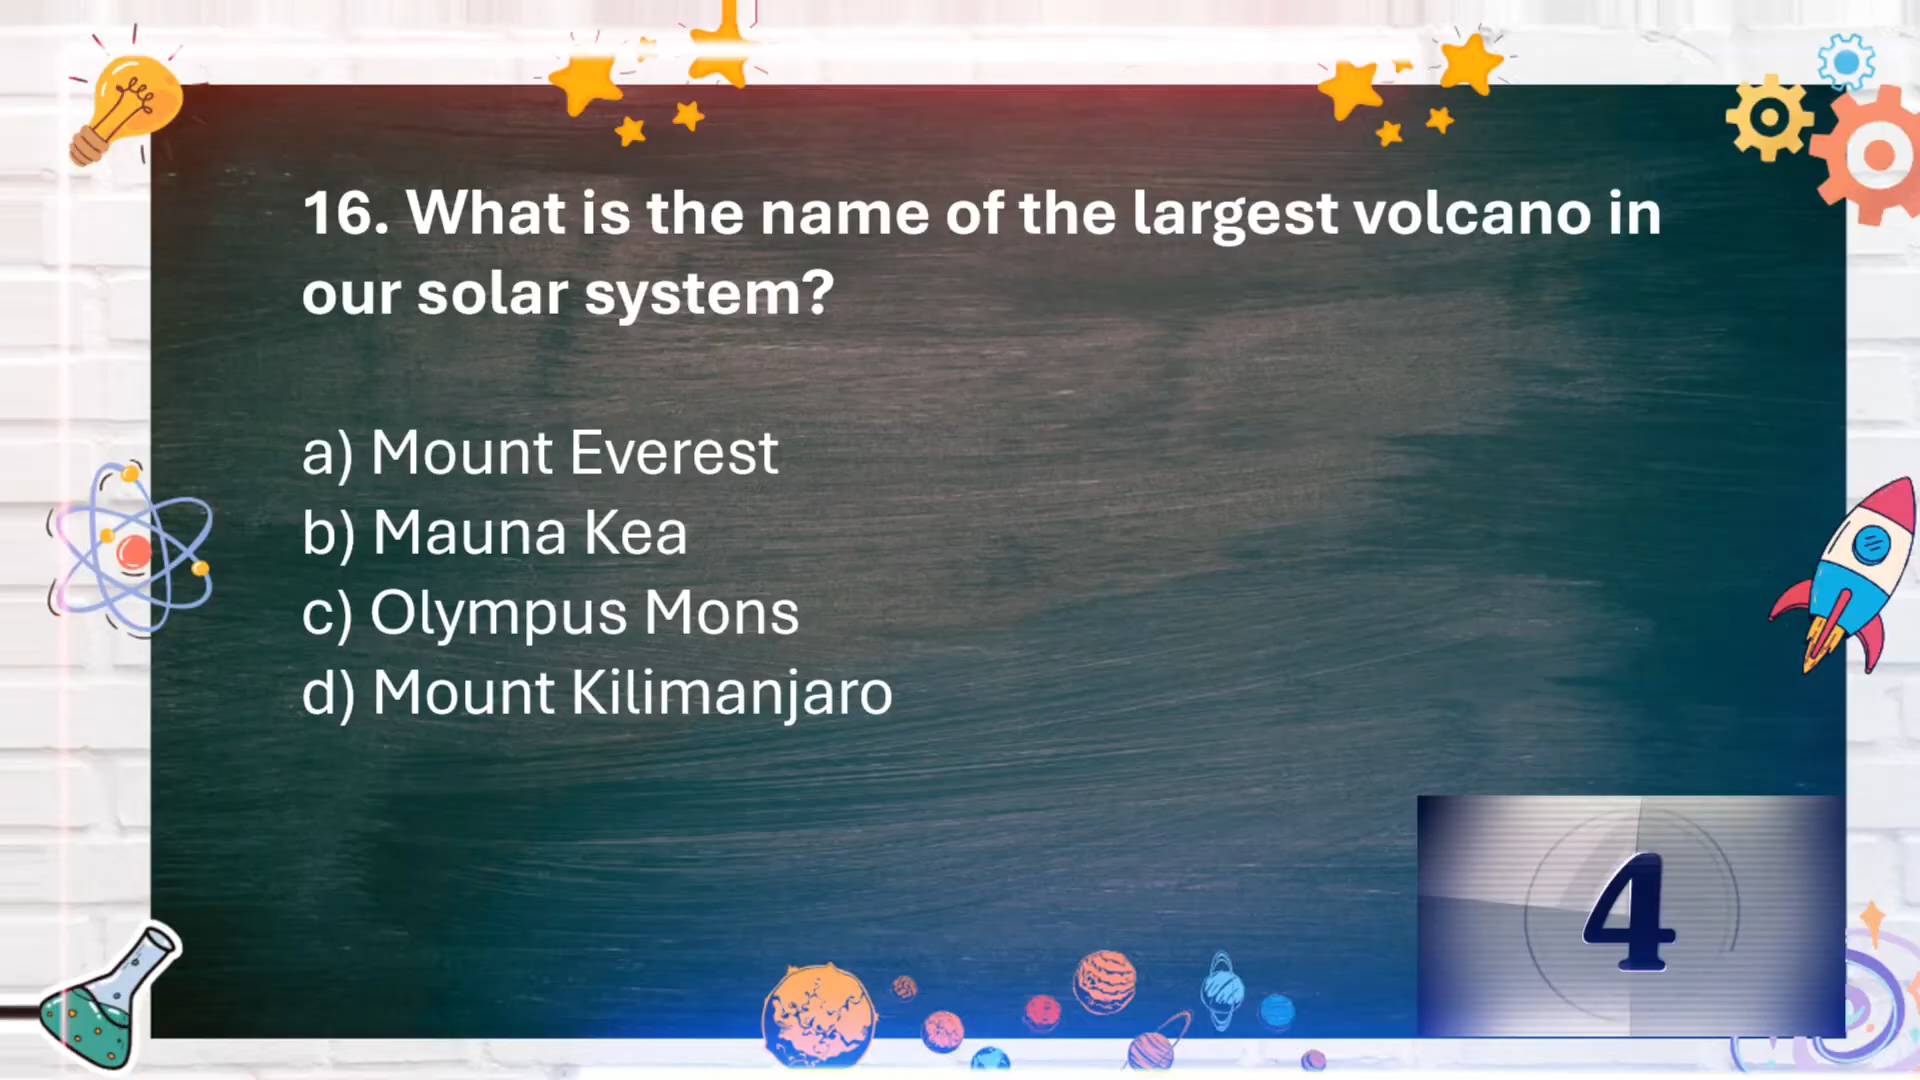 16. What is the name of the largest volcano in
our solar system?
a) Mount Everest
b) Mauna Kea
c) Olympus Mons
d) Mount Kilimanjaro
4